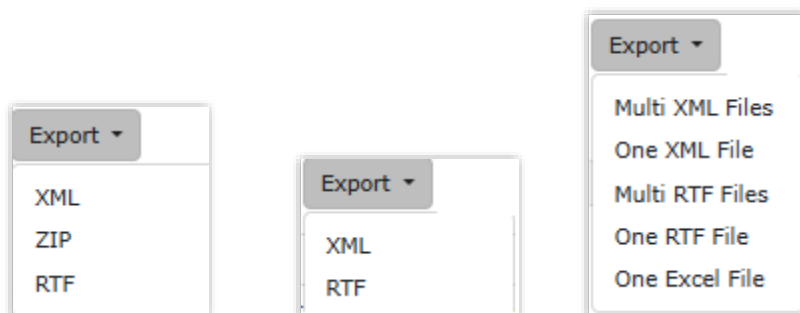 Export
XML
ZIP
RTF
Export
XML
RTF
Export
Multi XML Files
One XML File
Multi RTF Files
One RTF File
One Excel File